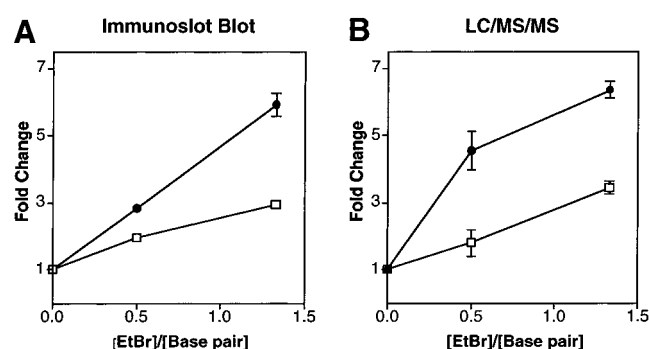 A
Immunoslot Blot
Fold Change
7
5
3
1
0.0
0.5
1.0
1.5
[EtBr]/[Base pair]
B
LC/MS/MS
Fold Change
7
5
3
1
0.0
0.5
1.0
1.5
[EtBr]/[Base pair]